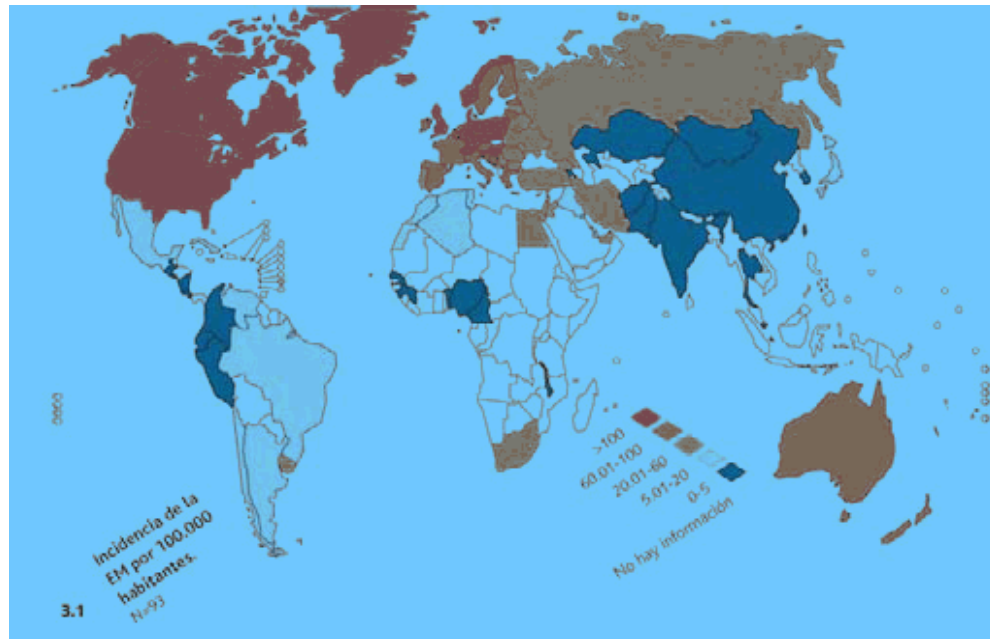 Incidencia de la
EM por 100.000
habitantes.
N=93
3.1
>100
60.01-100
20.01-60
5.01-20
0-5
No hay información